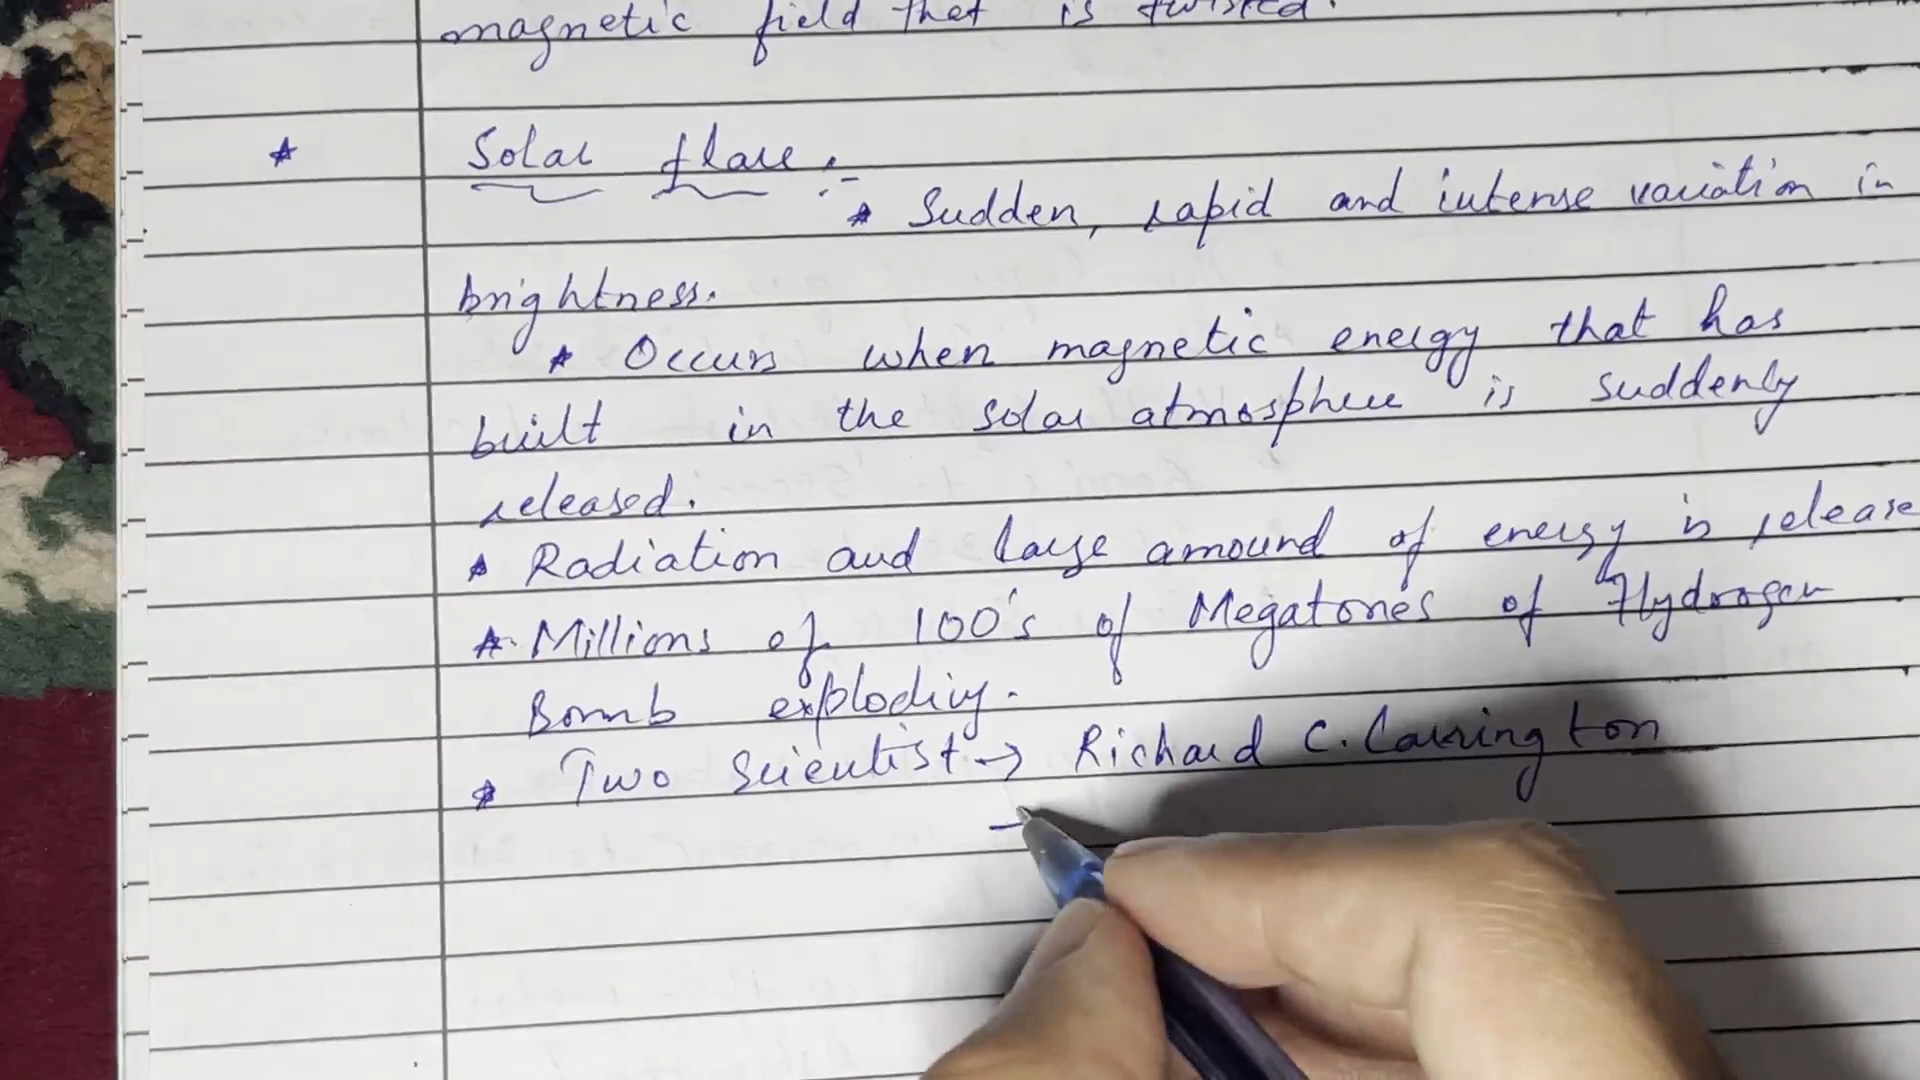 magnetic field that is twisted.
* Solar flare :-
* Sudden, rapid and intense variation in
brightness.
* Occurs when magnetic energy that has
built in the solar atmosphere is suddenly
released.
* Radiation and large amound of energy is release
* Millions of 100's of Megatones of Hydrogen
Bomb exploding.
* Two Scientist → Richard C. Carrington